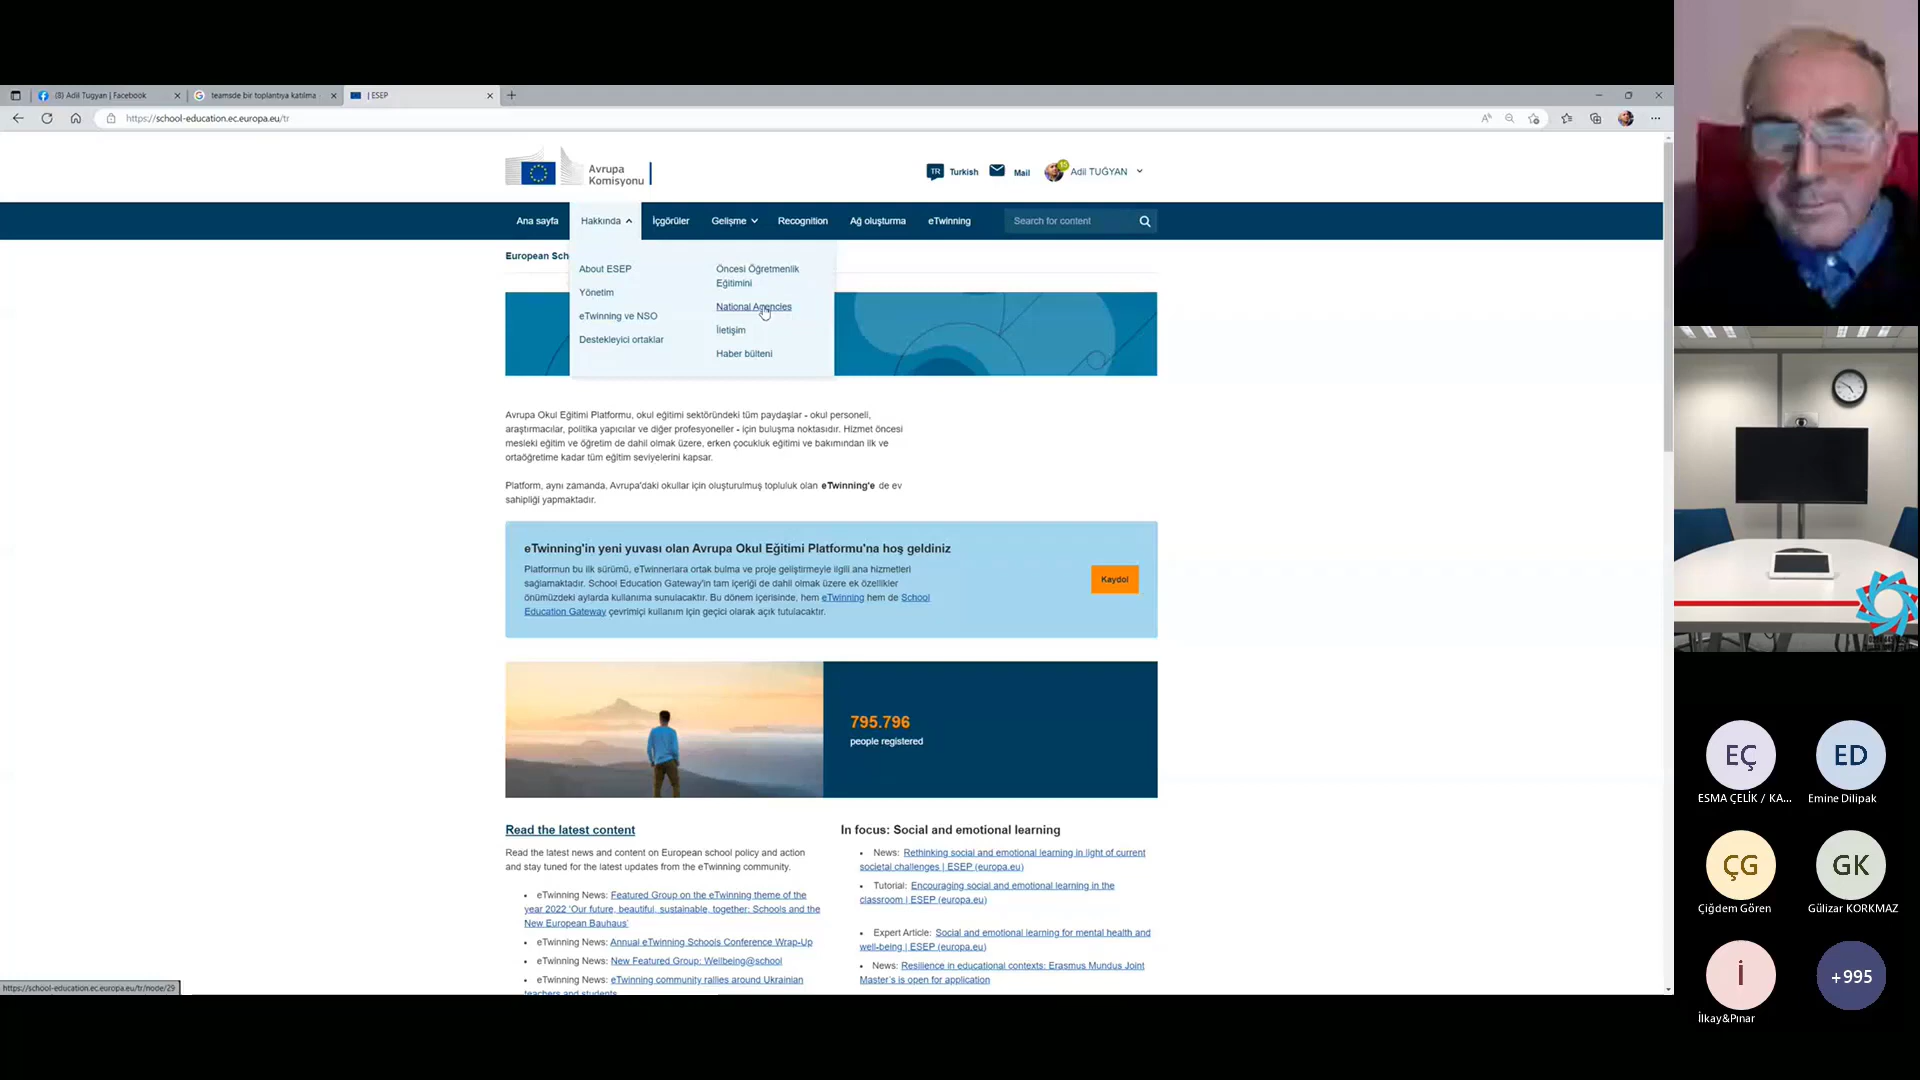 (8) Adil Tugyan | Facebook
teamsde bir toplantıya katılma
| ESEP
https://school-education.ec.europa.eu/tr
Avrupa
Komisyonu
TR Turkish
Mail
Adil TUĞYAN
Ana sayfa
Hakkında
İçgörüler
Gelişme
Recognition
Ağ oluşturma
eTwinning
Search for content
European Sch
About ESEP
Yönetim
eTwinning ve NSO
Destekleyici ortaklar
Öncesi Öğretmenlik
Eğitimini
National Agencies
İletişim
Haber bülteni
Avrupa Okul Eğitimi Platformu, okul eğitimi sektöründeki tüm paydaşlar - okul personeli,
araştırmacılar, politika yapıcılar ve diğer profesyoneller - için buluşma noktasıdır. Hizmet öncesi
mesleki eğitim ve öğretim de dahil olmak üzere, erken çocukluk eğitimi ve bakımından ilk ve
ortaöğretime kadar tüm eğitim seviyelerini kapsar.
Platform, aynı zamanda, Avrupa'daki okullar için oluşturulmuş topluluk olan eTwinning'e de ev
sahipliği yapmaktadır.
eTwinning'in yeni yuvası olan Avrupa Okul Eğitimi Platformu'na hoş geldiniz
Platformun bu ilk sürümü, eTwinnerlara ortak bulma ve proje geliştirmeyle ilgili ana hizmetleri
sağlamaktadır. School Education Gateway'in tam içeriği de dahil olmak üzere ek özellikler
önümüzdeki aylarda kullanıma sunulacaktır. Bu dönem içerisinde, hem eTwinning hem de School
Education Gateway çevrimiçi kullanım için geçici olarak açık tutulacaktır.
Kaydol
795.796
people registered
Read the latest content
Read the latest news and content on European school policy and action
and stay tuned for the latest updates from the eTwinning community.
• eTwinning News: Featured Group on the eTwinning theme of the
year 2022 'Our future, beautiful, sustainable, together: Schools and the
New European Bauhaus'
• eTwinning News: Annual eTwinning Schools Conference Wrap-Up
• eTwinning News: New Featured Group: Wellbeing@school
• eTwinning News: eTwinning community rallies around Ukrainian
teachers and students
In focus: Social and emotional learning
• News: Rethinking social and emotional learning in light of current
societal challenges | ESEP (europa.eu)
• Tutorial: Encouraging social and emotional learning in the
classroom | ESEP (europa.eu)
• Expert Article: Social and emotional learning for mental health and
well-being | ESEP (europa.eu)
• News: Resilience in educational contexts: Erasmus Mundus Joint
Master's is open for application
https://school-education.ec.europa.eu/tr/node/29
EÇ
ESMA ÇELİK / KA...
ED
Emine Dilipak
ÇG
Çiğdem Gören
GK
Gülizar KORKMAZ
İ
İlkay&Pınar
+995